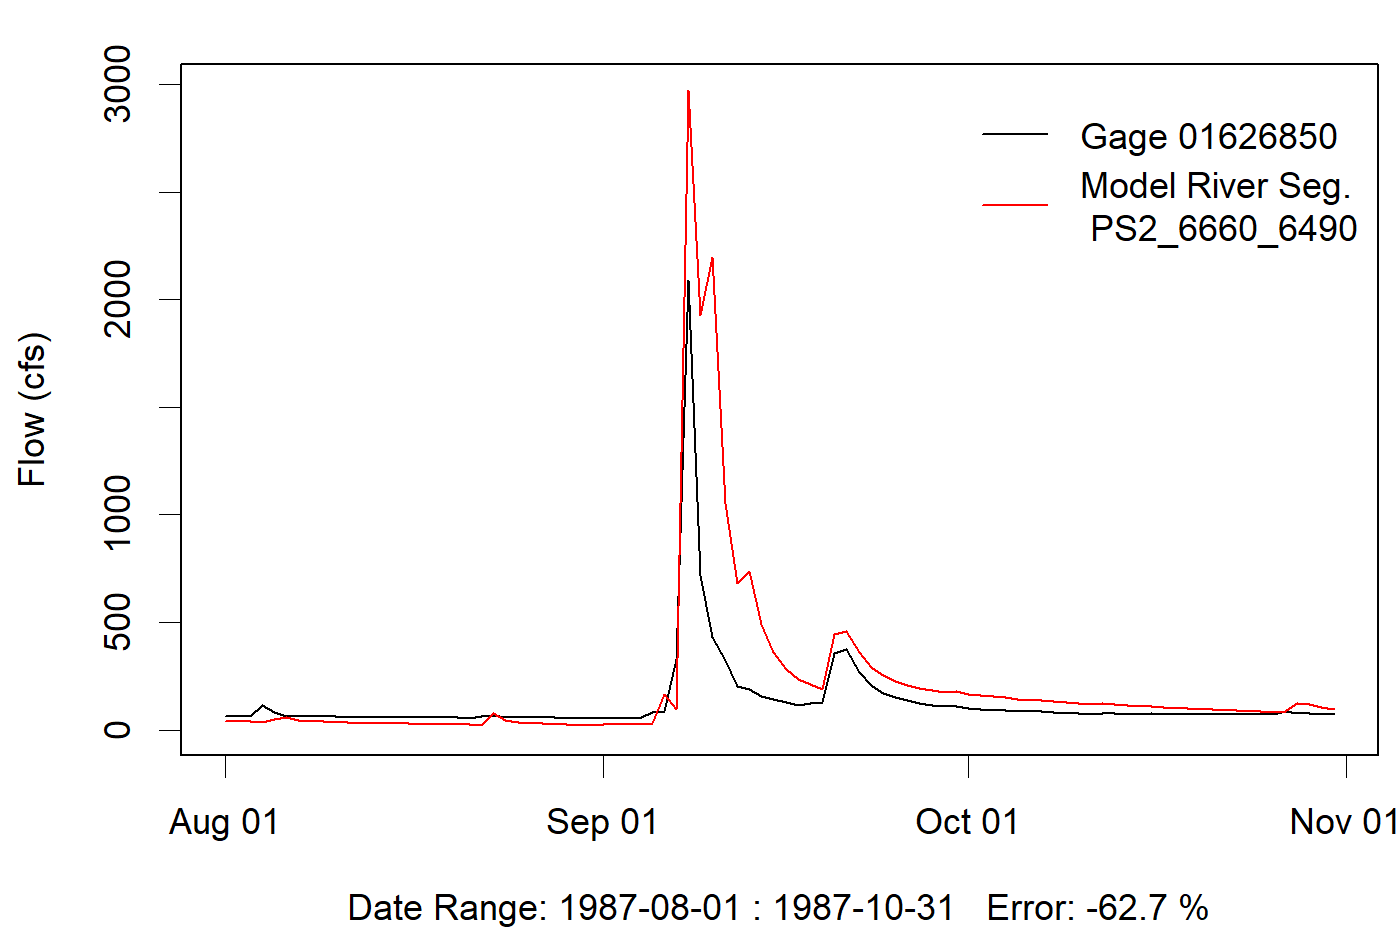 Flow (cfs)
3000
2000
1000
500
0
Gage 01626850
Model River Seg.
PS2_6660_6490
Aug 01
Sep 01
Oct 01
Nov 01
Date Range: 1987-08-01 : 1987-10-31   Error: -62.7 %